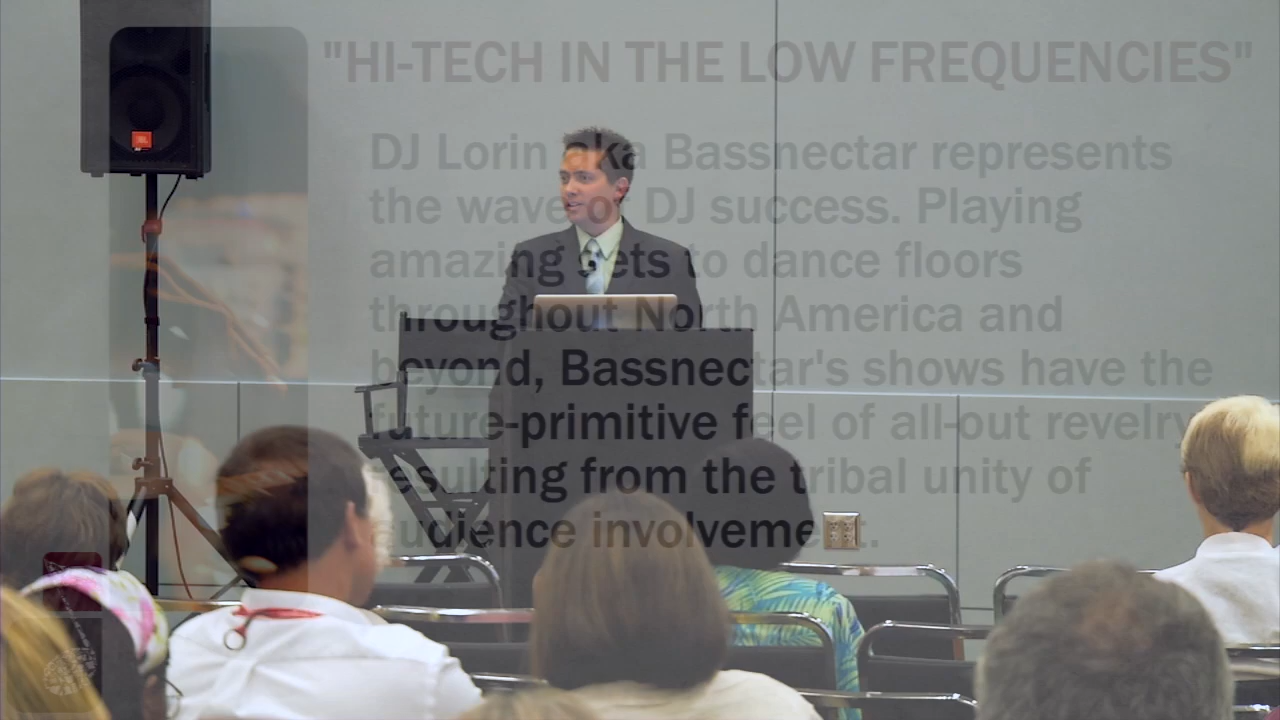 "HI-TECH IN THE LOW FREQUENCIES"
DJ Lorin aka Bassnectar represents
the wave of DJ success. Playing
amazing sets to dance floors
throughout North America and
beyond, Bassnectar's shows have the
future-primitive feel of all-out revelry
resulting from the tribal unity of
audience involvement.